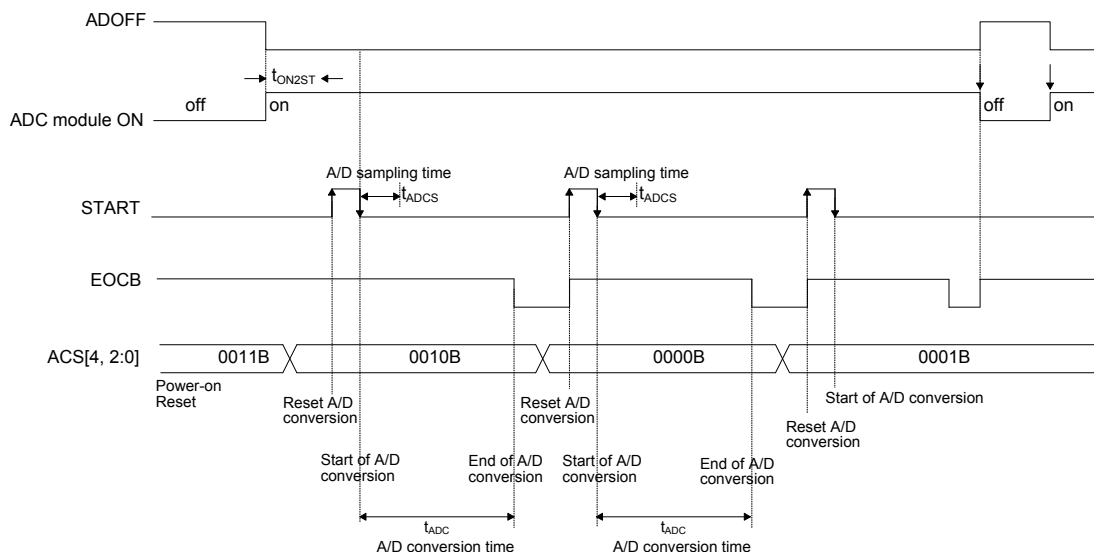 ADOFF
tON2ST
ADC module ON
off
on
off
on
A/D sampling time
A/D sampling time
tADCS
tADCS
START
EOCB
ACS[4, 2:0]
0011B
0010B
0000B
0001B
Power-on
Reset
Reset A/D
conversion
Reset A/D
conversion
Start of A/D conversion
Reset A/D
conversion
Start of A/D
conversion
End of A/D
conversion
Start of A/D
conversion
End of A/D
conversion
tADC
tADC
A/D conversion time
A/D conversion time